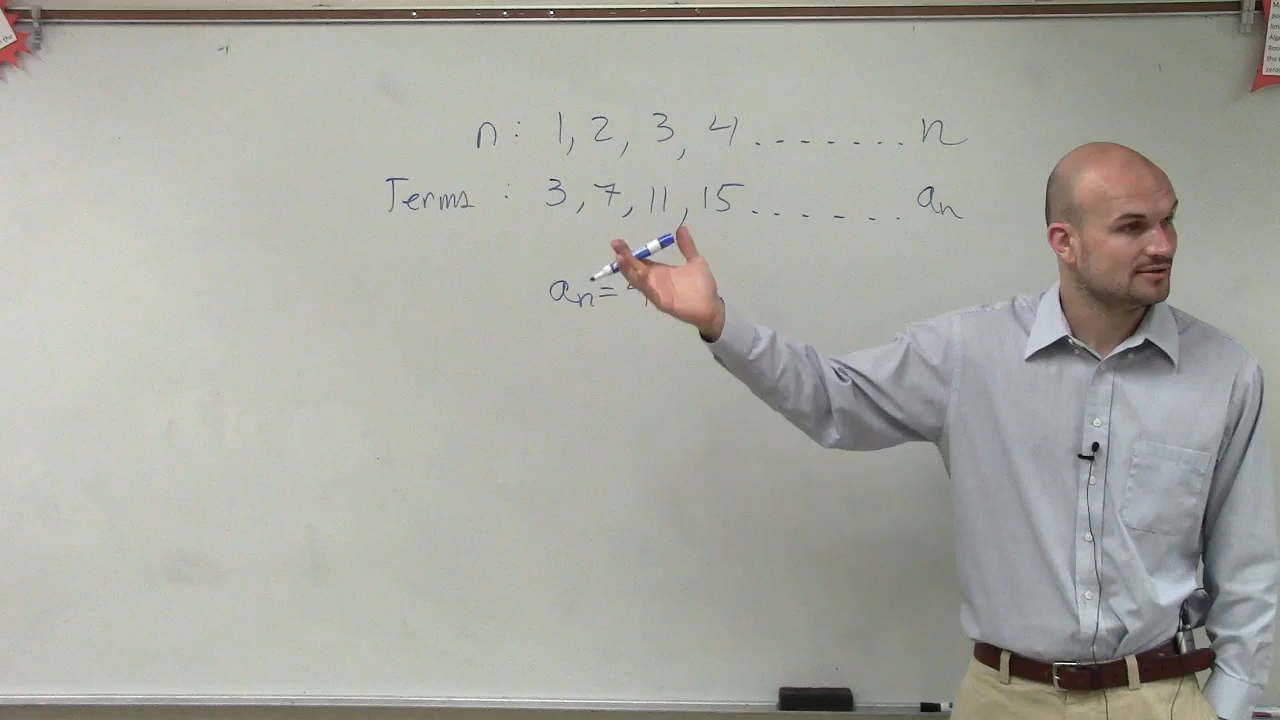 n : 1, 2, 3, 4 . . . . . . . n
Terms : 3, 7, 11, 15 . . . . . . aₙ
aₙ =